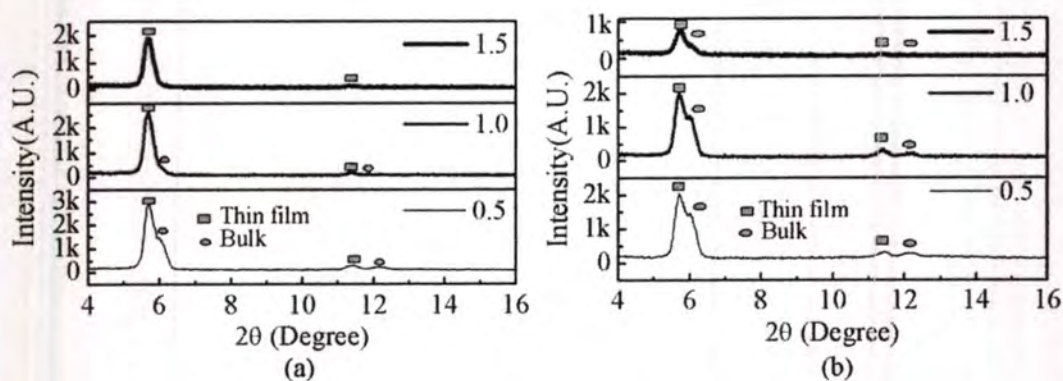 Intensity(A.U.)
2k
1k
0
1.5
2k
1k
0
1.0
3k
2k
1k
0
0.5
Thin film
Bulk
4 6 8 10 12 14 16
2θ (Degree)
(a)
Intensity (A.U.)
1k
0
1.5
2k
1k
0
1.0
2k
1k
0
0.5
Thin film
Bulk
4 6 8 10 12 14 16
2θ (Degree)
(b)